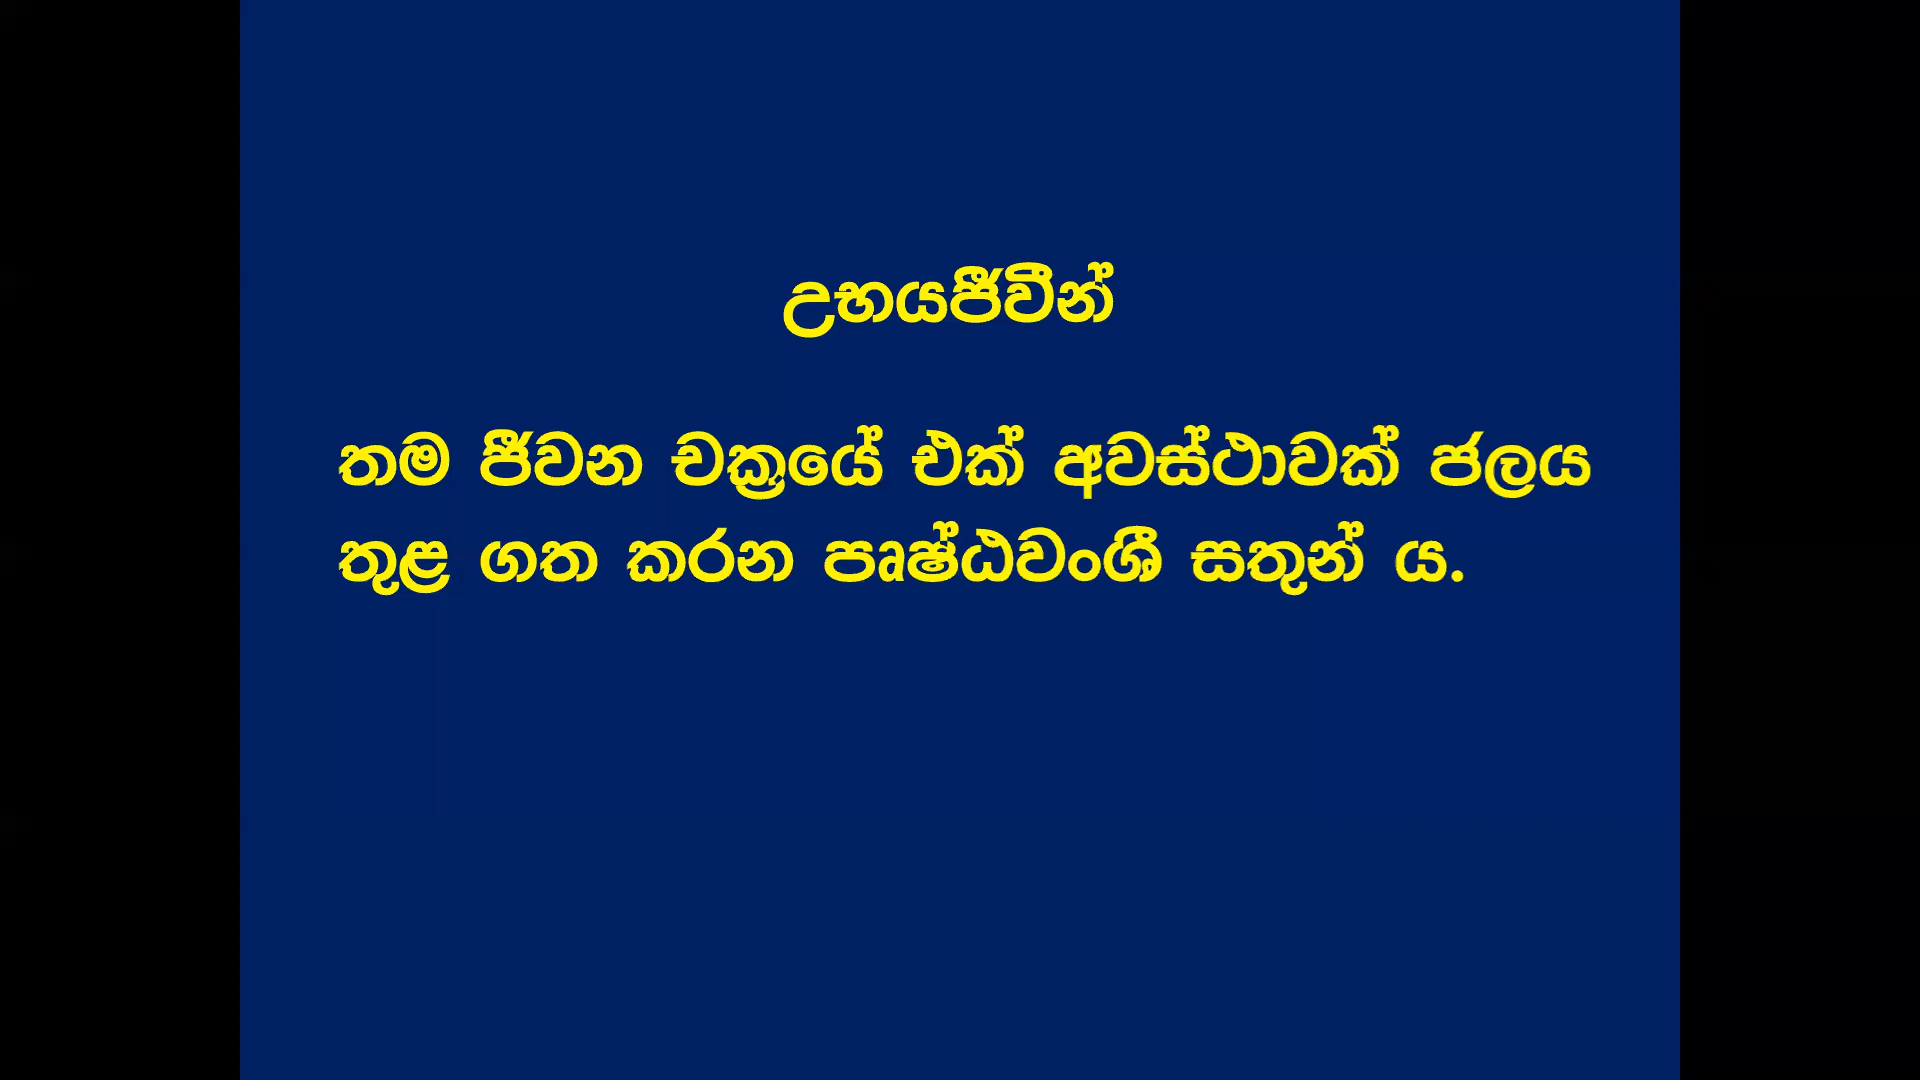 උභයජීවීන්
තම ජීවන චක්‍රයේ එක් අවස්ථාවක් ජලය
තුළ ගත කරන පෘෂ්ඨවංශී සතුන් ය.